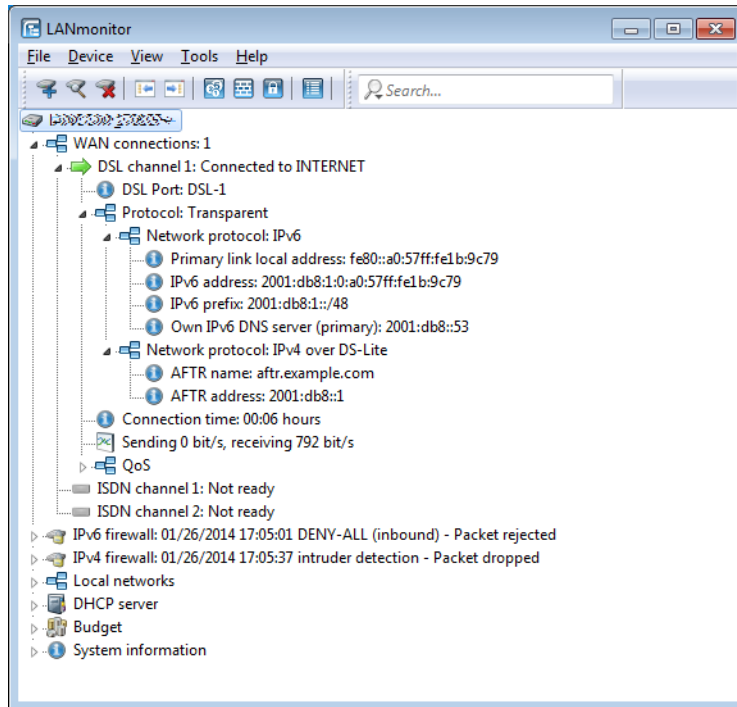 LANmonitor
File Device View Tools Help
Search...
WAN connections: 1
DSL channel 1: Connected to INTERNET
DSL Port: DSL-1
Protocol: Transparent
Network protocol: IPv6
Primary link local address: fe80::a0:57ff:fe1b:9c79
IPv6 address: 2001:db8:1:0:a0:57ff:fe1b:9c79
IPv6 prefix: 2001:db8:1::/48
Own IPv6 DNS server (primary): 2001:db8::53
Network protocol: IPv4 over DS-Lite
AFTR name: aftr.example.com
AFTR address: 2001:db8::1
Connection time: 00:06 hours
Sending 0 bit/s, receiving 792 bit/s
QoS
ISDN channel 1: Not ready
ISDN channel 2: Not ready
IPv6 firewall: 01/26/2014 17:05:01 DENY-ALL (inbound) - Packet rejected
IPv4 firewall: 01/26/2014 17:05:37 intruder detection - Packet dropped
Local networks
DHCP server
Budget
System information